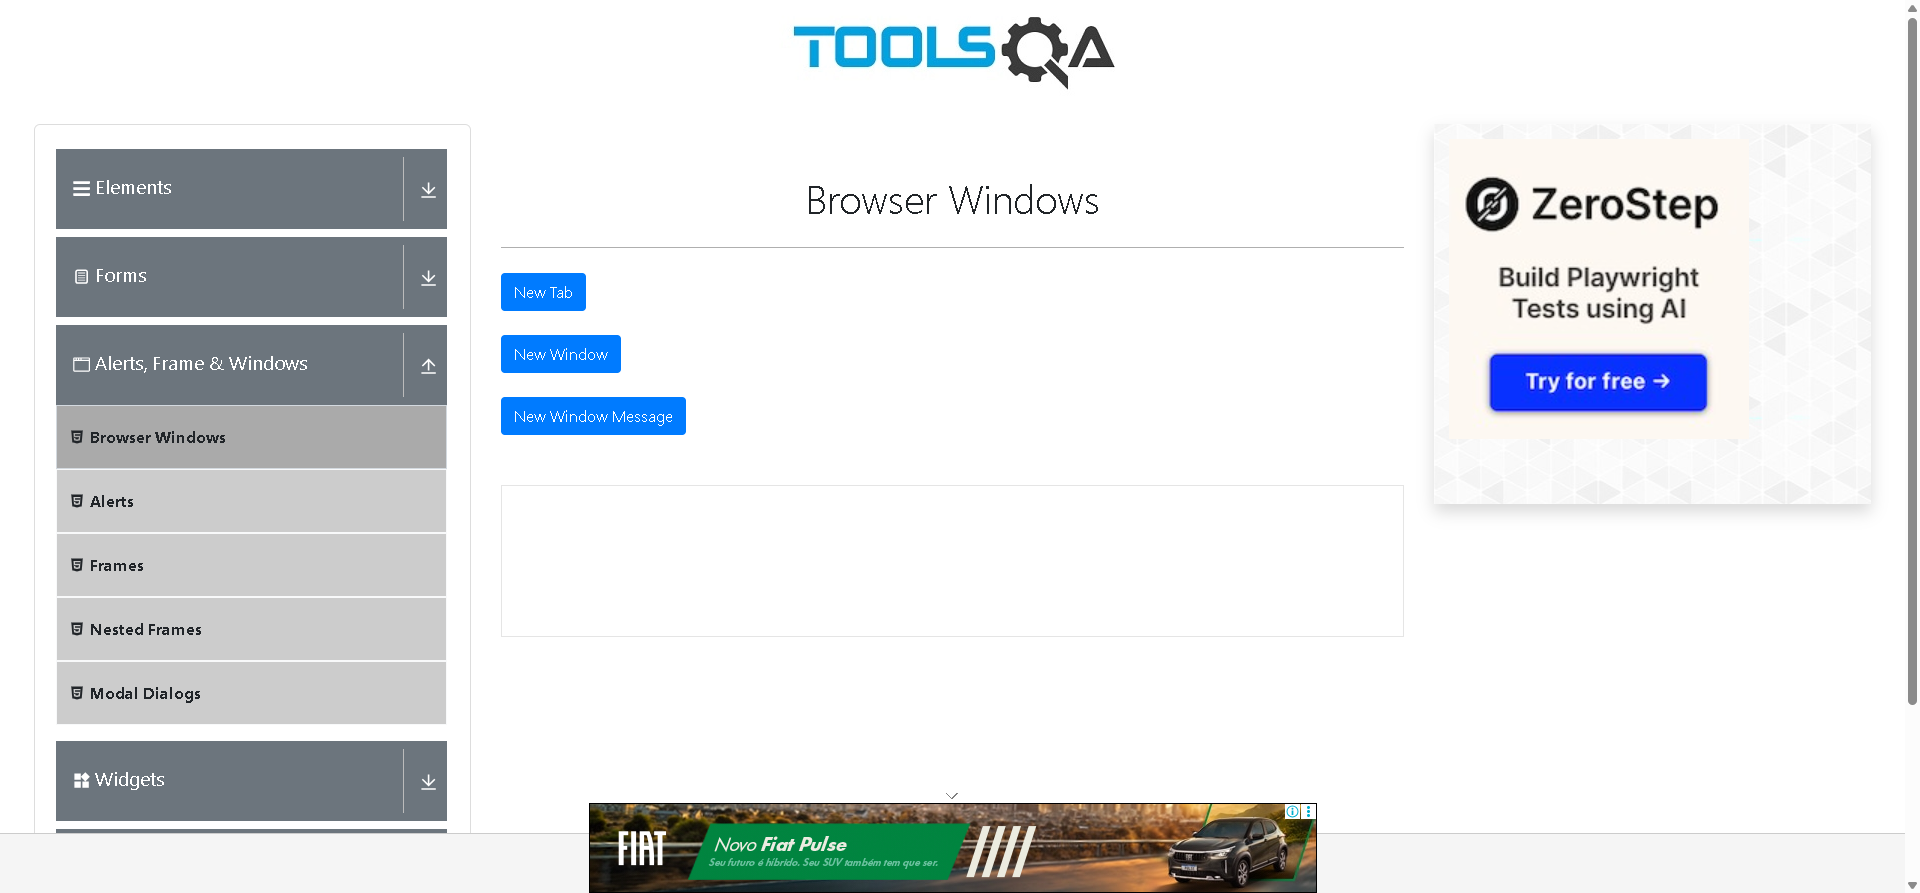 TOOLSQA
Elements
Forms
Alerts, Frame & Windows
Browser Windows
Alerts
Frames
Nested Frames
Modal Dialogs
Widgets
Browser Windows
New Tab
New Window
New Window Message
ZeroStep
Build Playwright
Tests using AI
Try for free →
FIAT
Novo Fiat Pulse
Seu futuro é híbrido. Seu SUV também tem que ser.